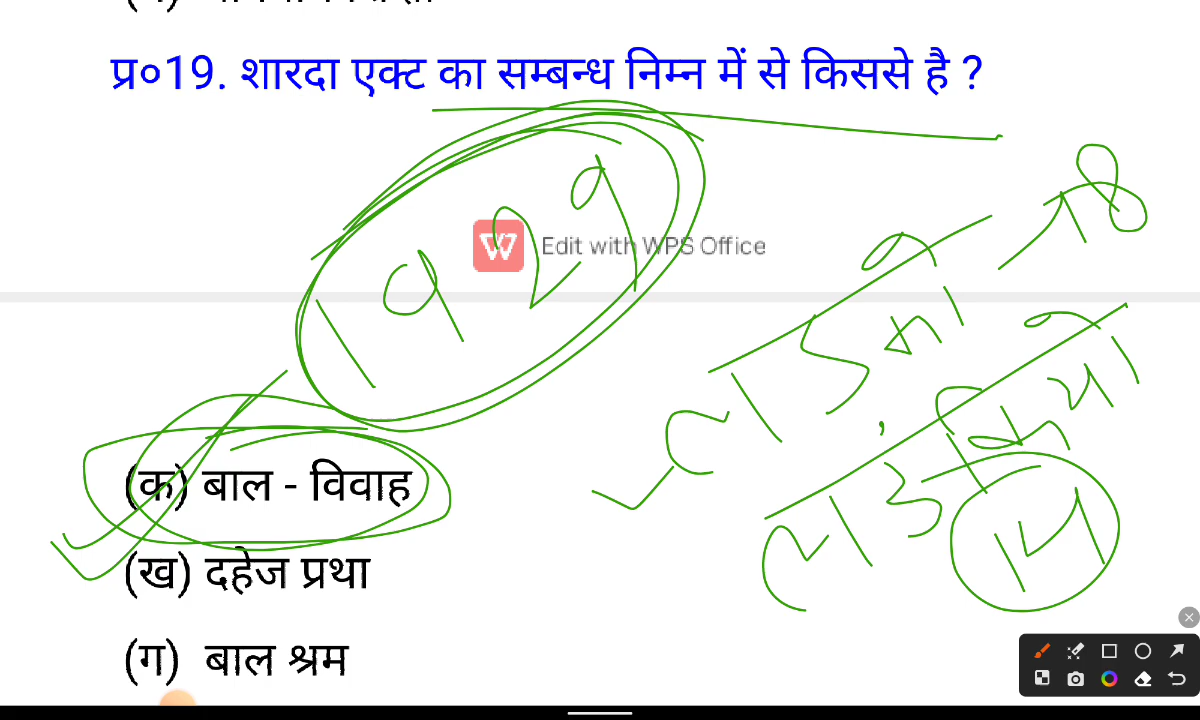 प्र०19. शारदा एक्ट का सम्बन्ध निम्न में से किससे है ?
1929
Edit with WPS Office
लड़कों - 18
लड़कियों
14
(क) बाल - विवाह
(ख) दहेज प्रथा
(ग) बाल श्रम